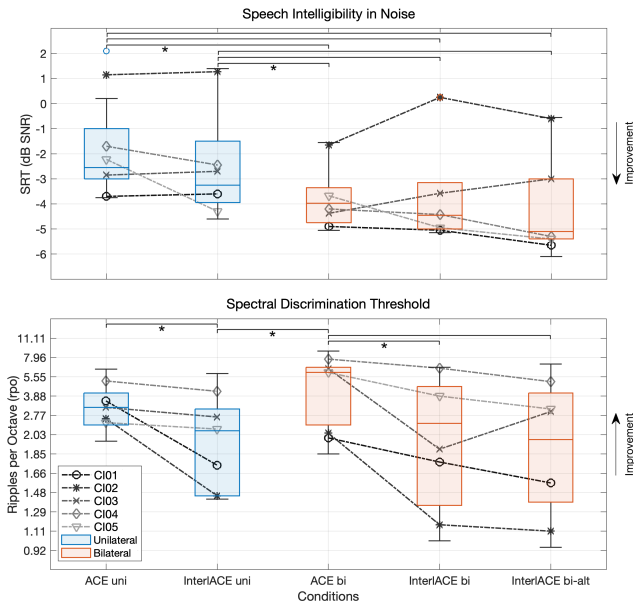 Speech Intelligibility in Noise
2
1
0
-1
-2
-3
-4
-5
-6
SRT (dB SNR)
*
*
Improvement
Spectral Discrimination Threshold
11.11
7.96
5.55
3.88
2.77
2.03
1.85
1.66
1.48
1.29
1.11
0.92
Ripples per Octave (rpo)
*
*
*
Improvement
CI01
CI02
CI03
CI04
CI05
Unilateral
Bilateral
ACE uni
InterlACE uni
ACE bi
InterlACE bi
InterlACE bi-alt
Conditions